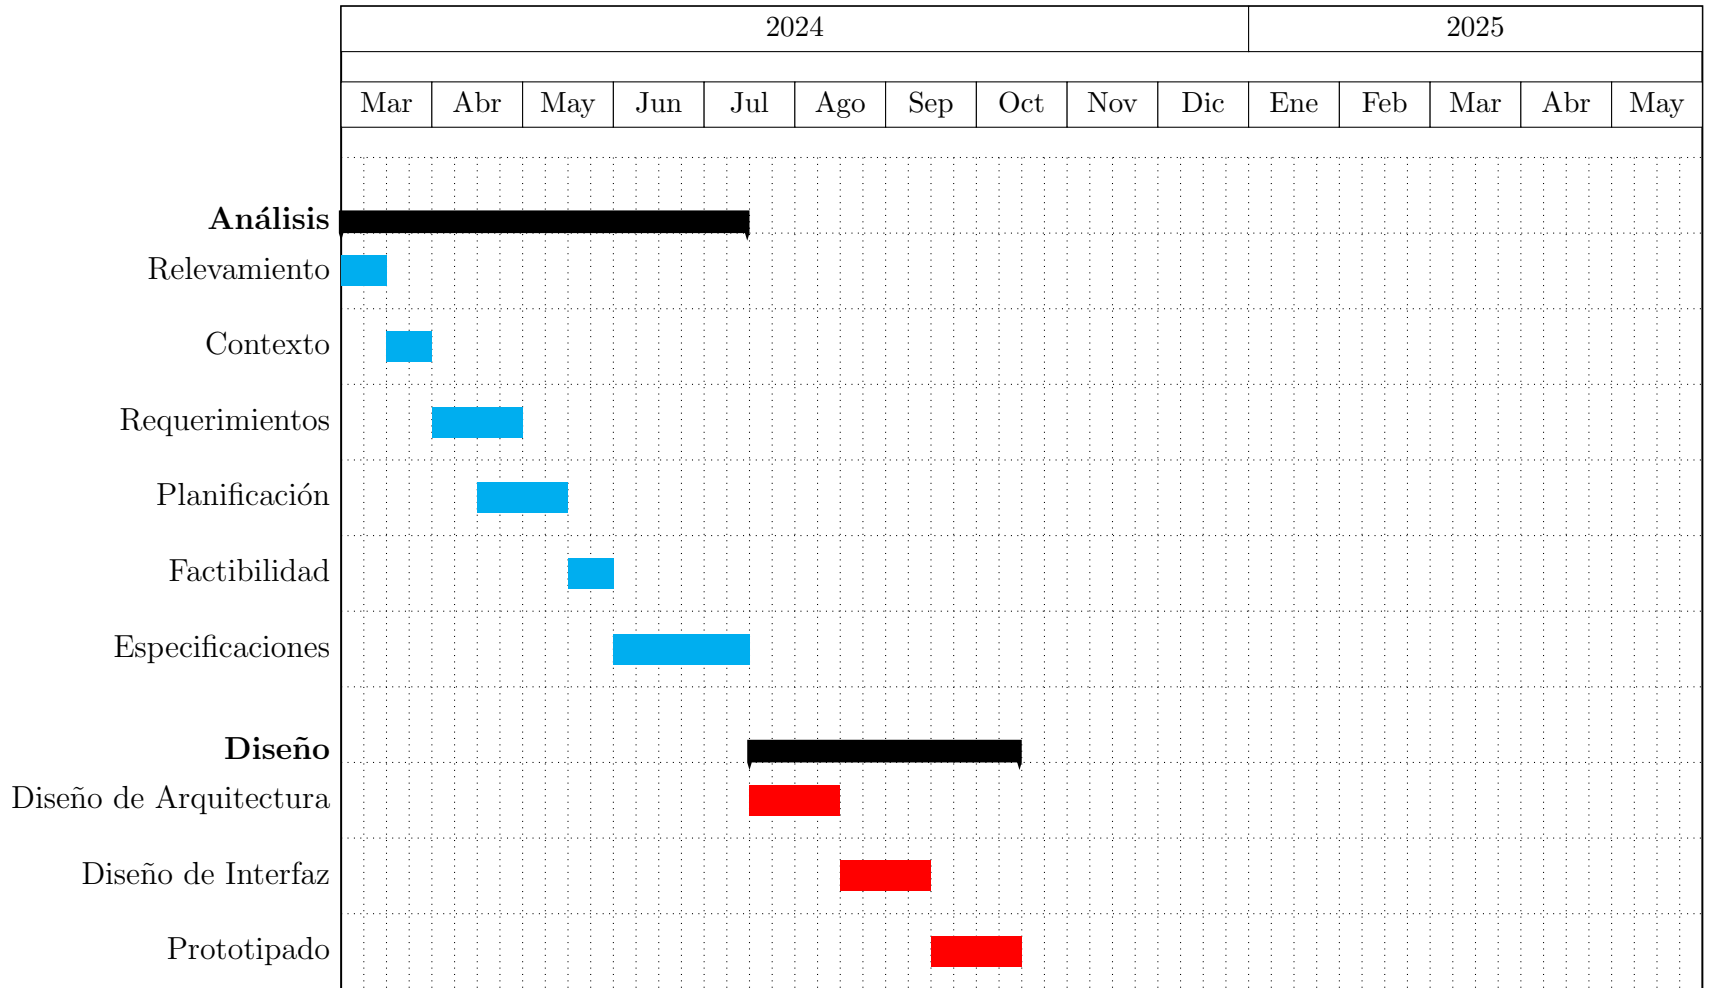 2024 2025
Mar Abr May Jun Jul Ago Sep Oct Nov Dic Ene Feb Mar Abr May
Análisis
Relevamiento
Contexto
Requerimientos
Planificación
Factibilidad
Especificaciones
Diseño
Diseño de Arquitectura
Diseño de Interfaz
Prototipado